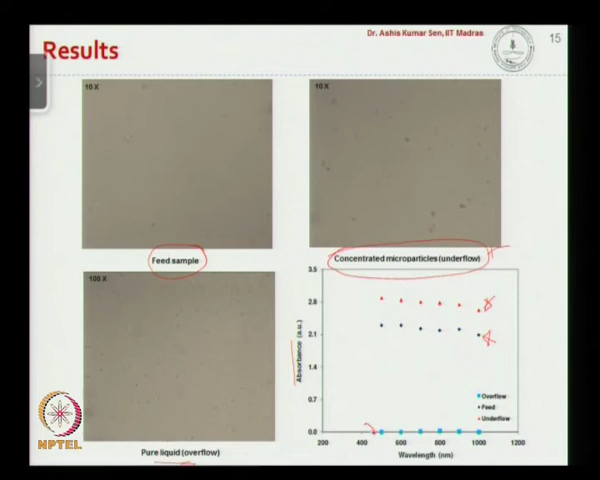 Dr. Ashis Kumar Sen, IIT Madras
15
Results
10 X
10 X
Feed sample
Concentrated microparticles (underflow)
100 X
Pure liquid (overflow)
3.5
2.8
2.1
1.4
0.7
0.0
Absorbance (a.u.)
Overflow
Feed
Underflow
200
400
600
800
1000
1200
Wavelength (nm)
NPTEL